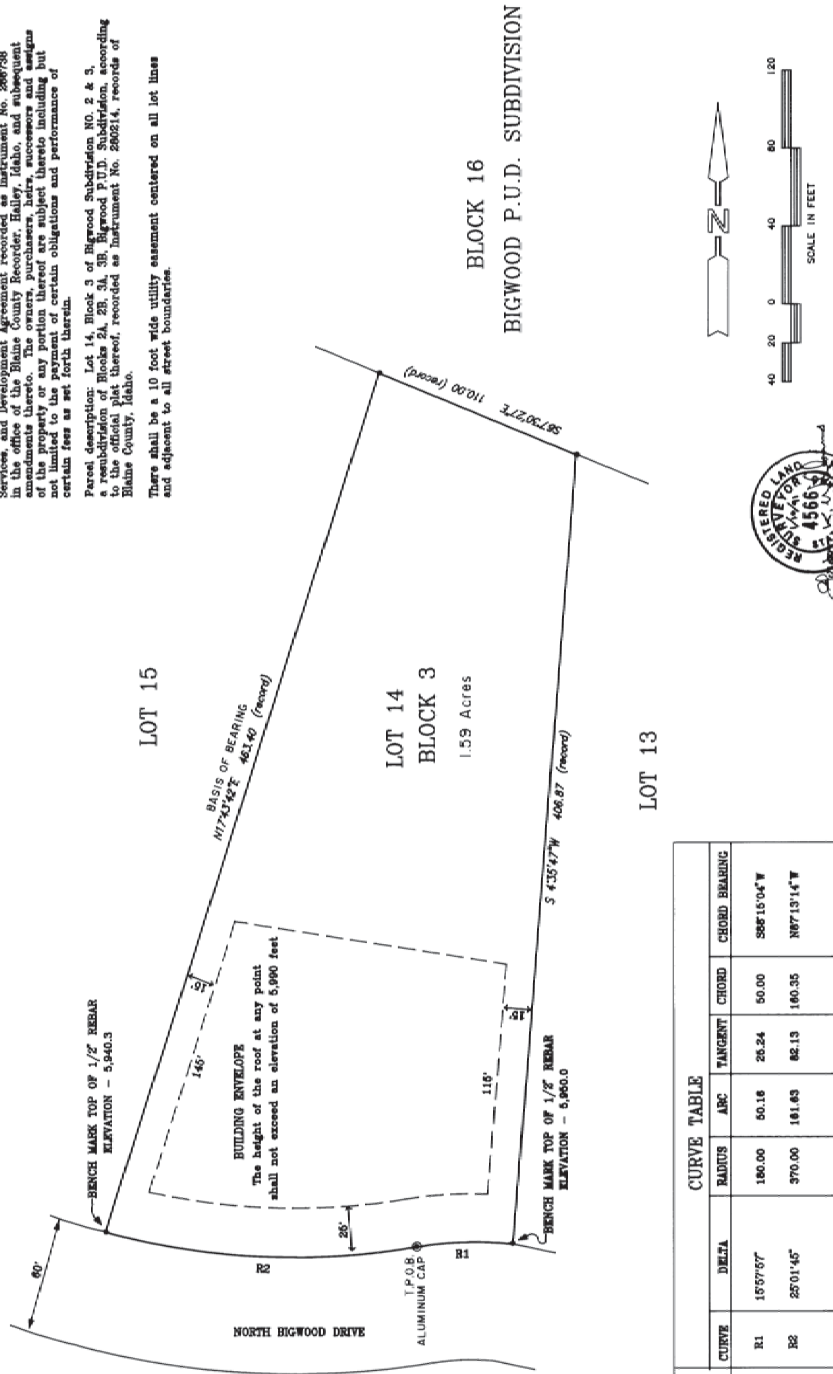 Services, and Development Agreement recorded as Instrument No. 266738
in the office of the Blaine County Recorder, Hailey, Idaho, and subsequent
amendments thereto. The owners, purchasers, heirs, successors and assigns
of the property or any portion thereof are subject thereto including but
not limited to the payment of certain obligations and performance of
certain fees as set forth therein.
Parcel description: Lot 14, Block 3 of Bigwood Subdivision NO. 2 & 3,
a resubdivision of Blocks 2A, 2B, 3A, 3B, Bigwood P.U.D. Subdivision, according
to the official plat thereof, recorded as Instrument No. 280214, records of
Blaine County, Idaho.
There shall be a 10 foot wide utility easement centered on all lot lines
and adjacent to all street boundaries.
BLOCK 16
BIGWOOD P.U.D. SUBDIVISION
LOT 15
BASIS OF BEARING
N17°43'42"E 463.40 (record)
S67°30'27"E 110.00 (record)
LOT 14
BLOCK 3
1.59 Acres
S 4°35'47"W 406.87 (record)
LOT 13
BENCH MARK TOP OF 1/2" REBAR
ELEVATION - 5,940.3
15'
145'
BUILDING ENVELOPE
The height of the roof at any point
shall not exceed an elevation of 5,990 feet
115'
15'
25'
BENCH MARK TOP OF 1/2" REBAR
ELEVATION - 5,950.0
60'
R2
R1
T.P.O.B.
ALUMINUM CAP
NORTH BIGWOOD DRIVE
N
40 20 0 40 80 120
SCALE IN FEET
REGISTERED LAND
SURVEYOR
4566
CURVE TABLE
CURVE DELTA RADIUS ARC TANGENT CHORD CHORD BEARING
R1 15°57'57" 180.00 50.16 25.24 50.00 S88°15'04"W
R2 25°01'45" 370.00 161.63 82.13 160.35 N87°13'14"W